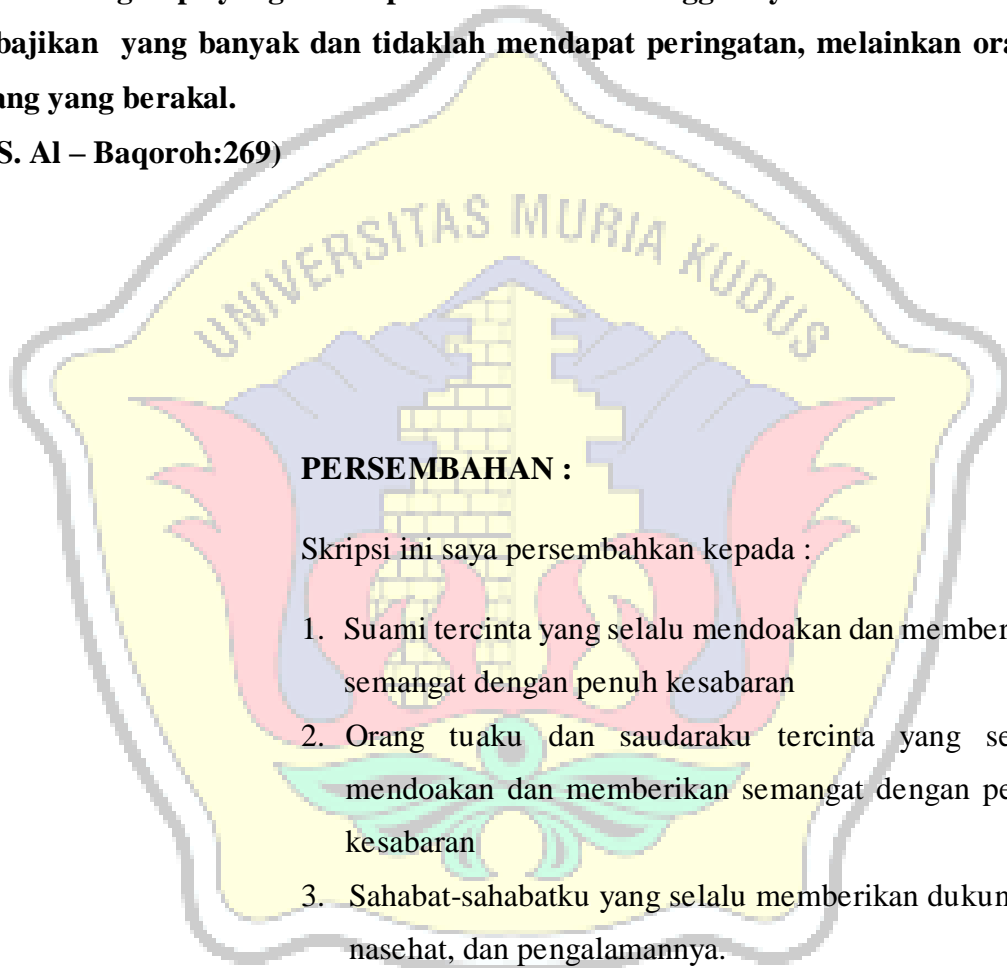 bajikan yang banyak dan tidaklah mendapat peringatan, melainkan ora
ang yang berakal.
S. Al – Baqoroh:269)
UNIVERSITAS MURIA KUDUS
PERSEMBAHAN :
Skripsi ini saya persembahkan kepada :
1. Suami tercinta yang selalu mendoakan dan member
semangat dengan penuh kesabaran
2. Orang tuaku dan saudaraku tercinta yang se
mendoakan dan memberikan semangat dengan pe
kesabaran
3. Sahabat-sahabatku yang selalu memberikan dukun
nasehat, dan pengalamannya.